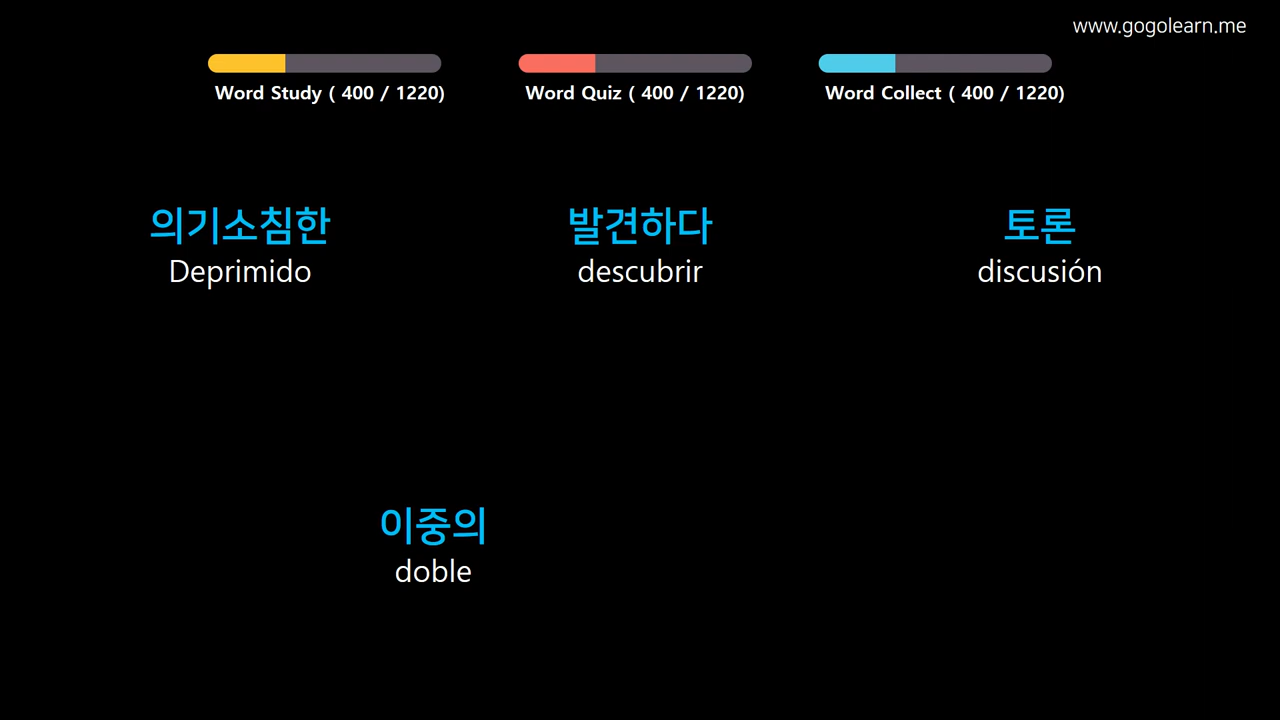 www.gogolearn.me
Word Study ( 400 / 1220)
Word Quiz ( 400 / 1220)
Word Collect ( 400 / 1220)
의기소침한
Deprimido
발견하다
descubrir
토론
discusión
이중의
doble